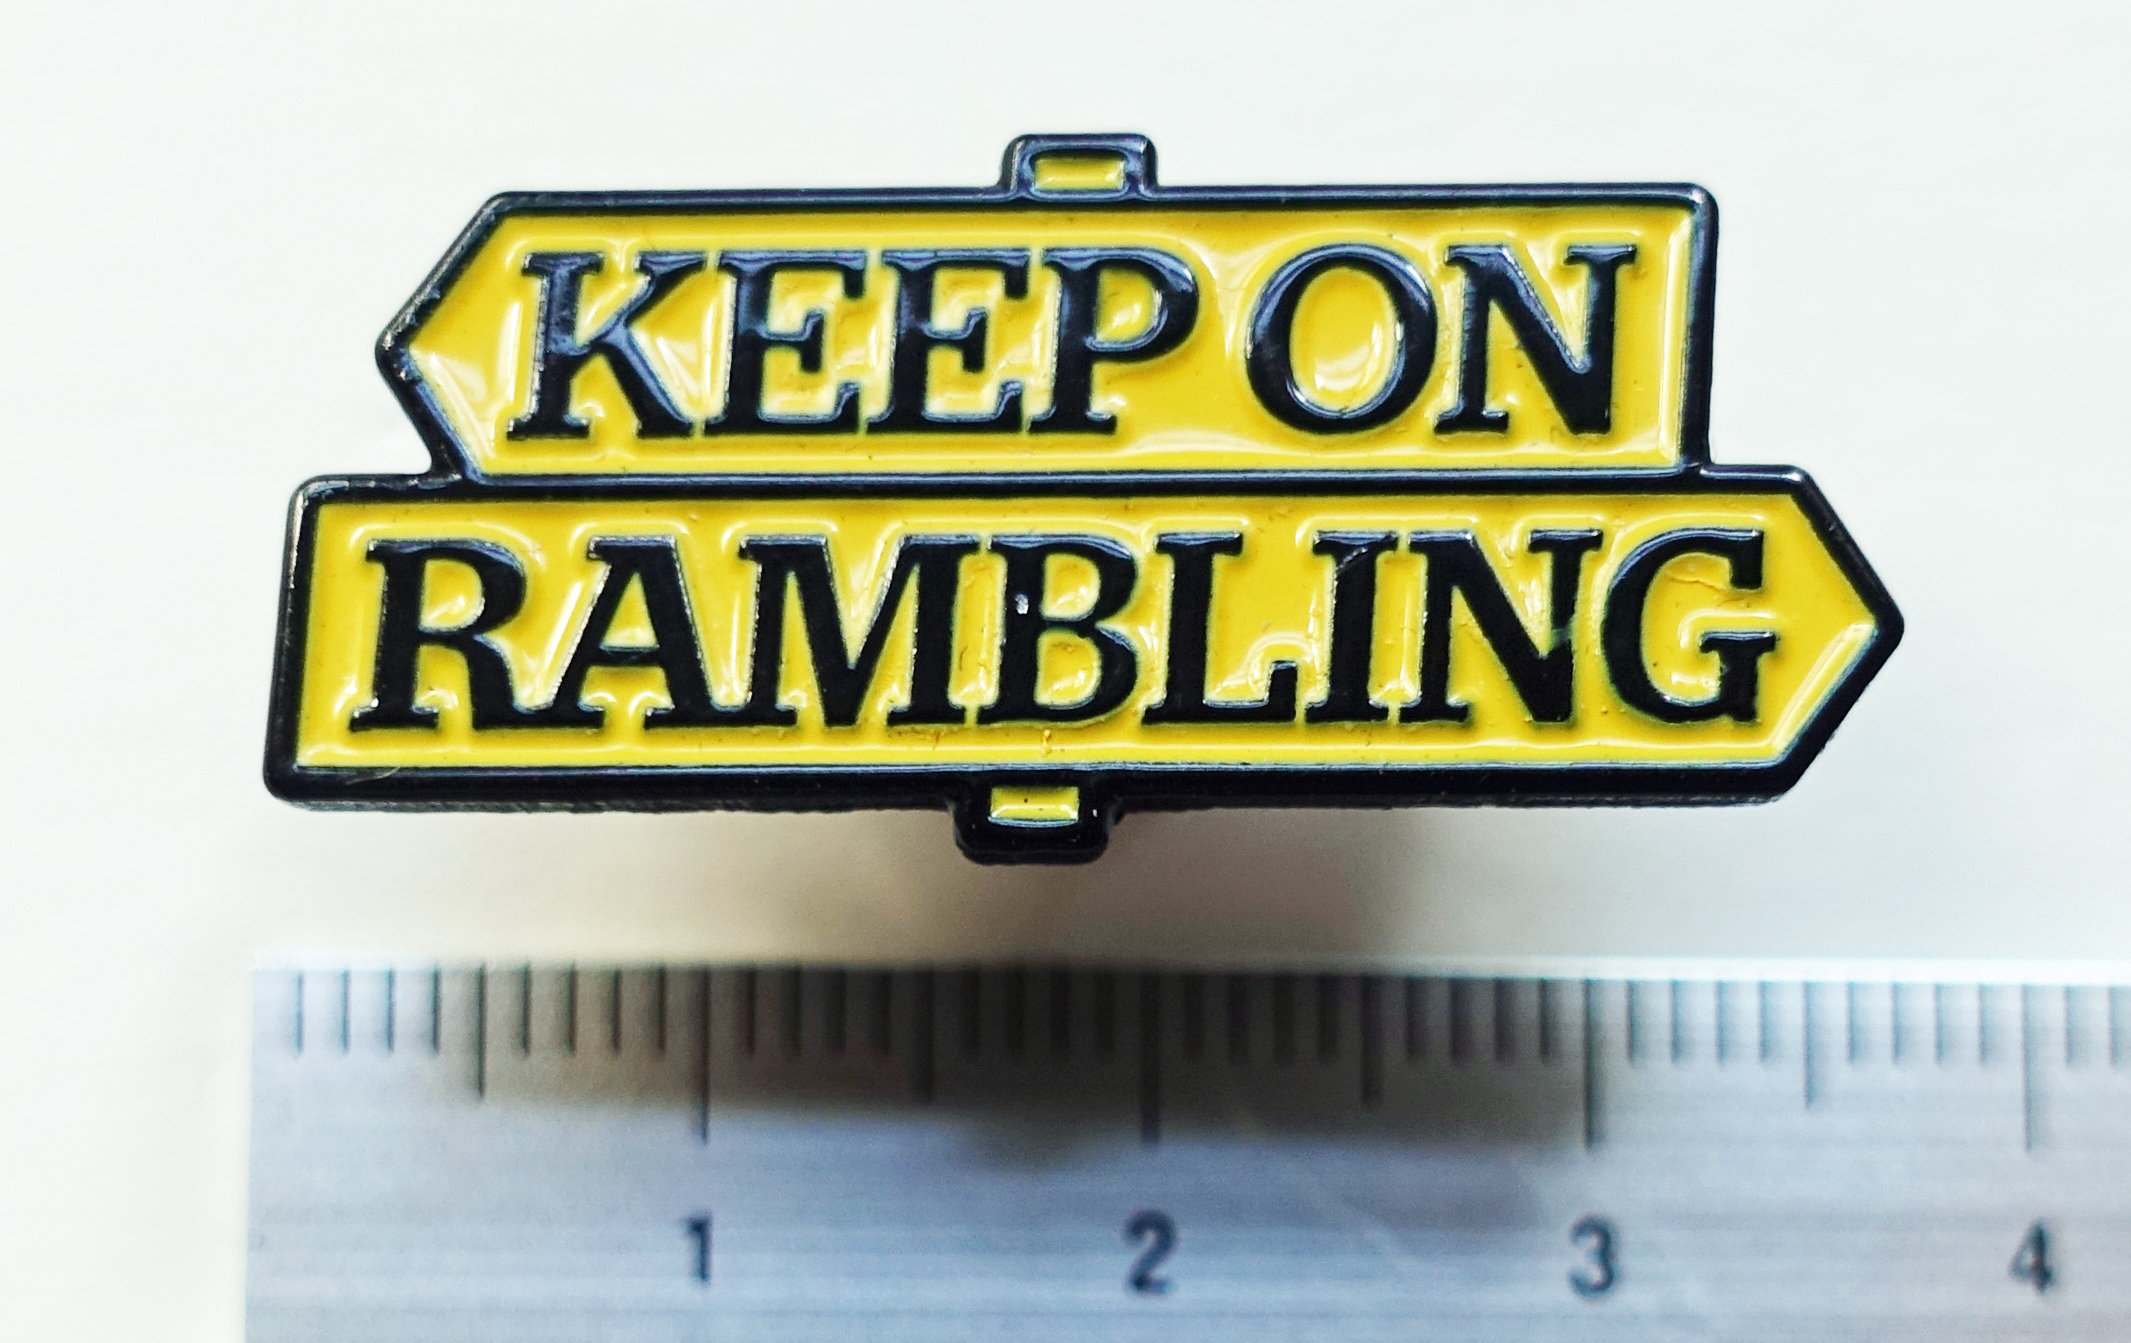 KEEP ON
RAMBLING
1 2 3 4